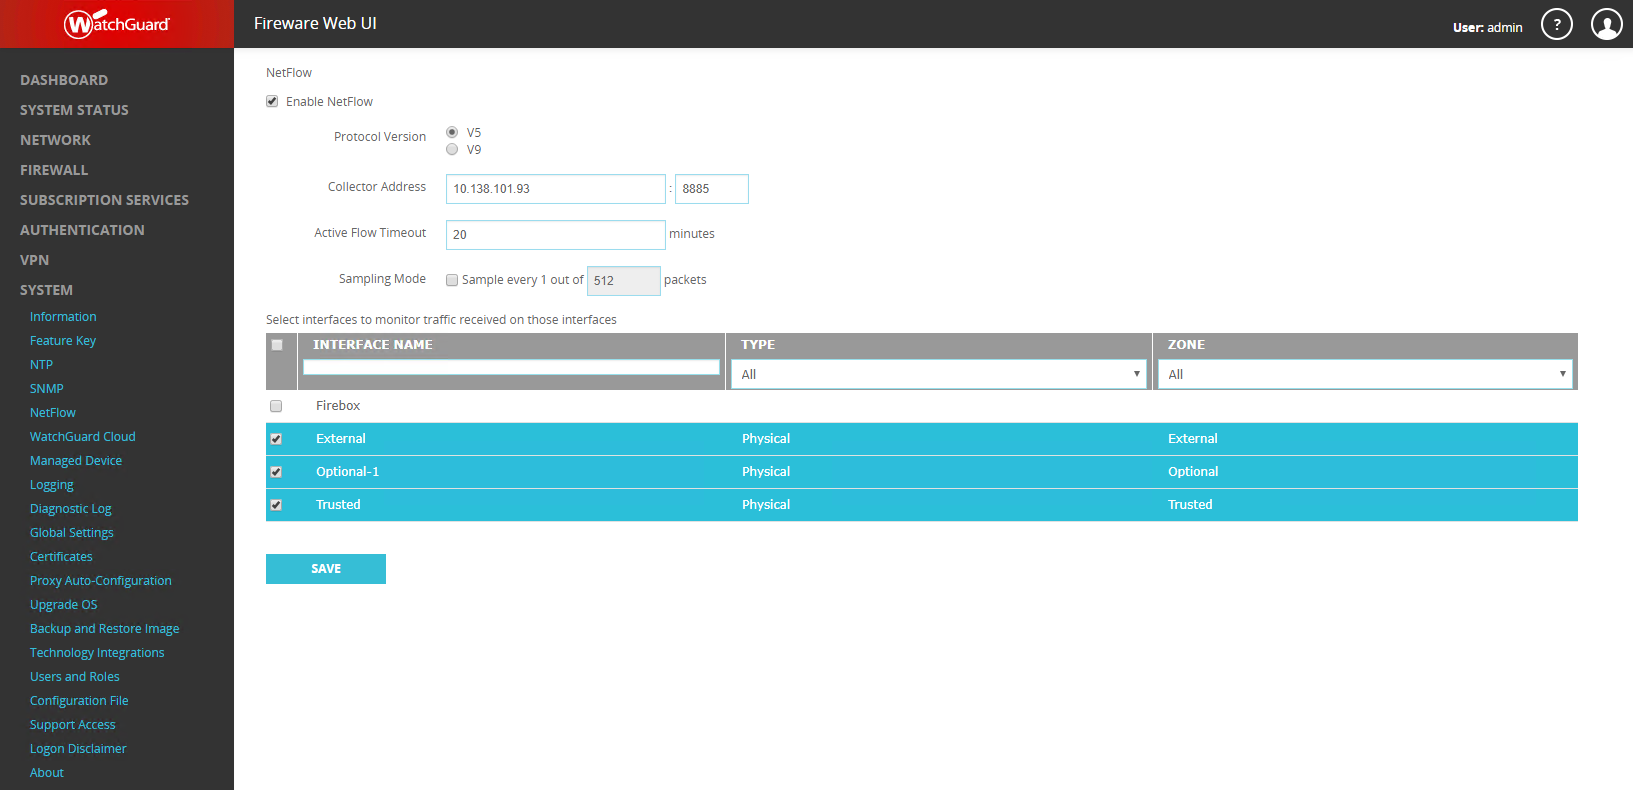 WatchGuard
Fireware Web UI
User: admin
?
DASHBOARD
SYSTEM STATUS
NETWORK
FIREWALL
SUBSCRIPTION SERVICES
AUTHENTICATION
VPN
SYSTEM
Information
Feature Key
NTP
SNMP
NetFlow
WatchGuard Cloud
Managed Device
Logging
Diagnostic Log
Global Settings
Certificates
Proxy Auto-Configuration
Upgrade OS
Backup and Restore Image
Technology Integrations
Users and Roles
Configuration File
Support Access
Logon Disclaimer
About
NetFlow
Enable NetFlow
Protocol Version V5
V9
Collector Address 10.138.101.93 : 8885
Active Flow Timeout 20 minutes
Sampling Mode Sample every 1 out of 512 packets
Select interfaces to monitor traffic received on those interfaces
INTERFACE NAME TYPE ZONE
All All
Firebox
External Physical External
Optional-1 Physical Optional
Trusted Physical Trusted
SAVE